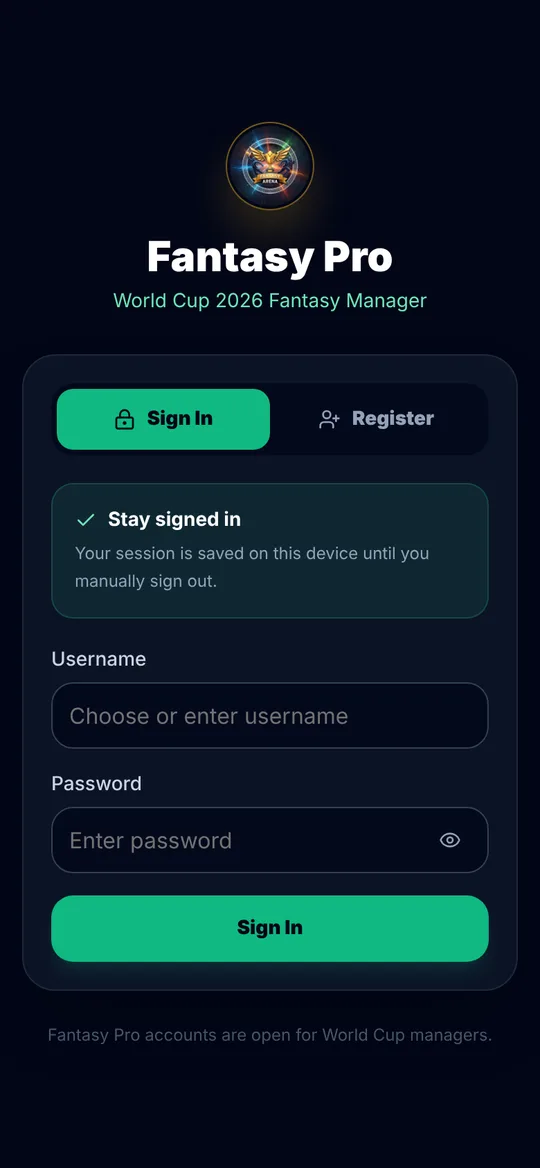 ARENA
Fantasy Pro
World Cup 2026 Fantasy Manager
Sign In
Register
Stay signed in
Your session is saved on this device until you
manually sign out.
Username
Choose or enter username
Password
Enter password
Sign In
Fantasy Pro accounts are open for World Cup managers.